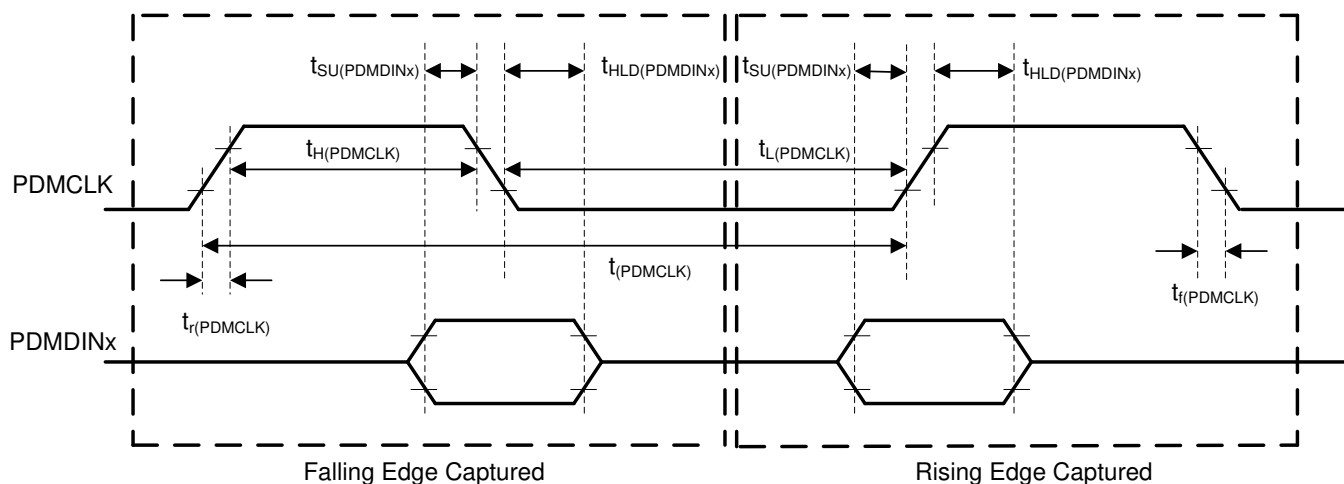 tSU(PDMDINx) tHLD(PDMDINx) tSU(PDMDINx) tHLD(PDMDINx)
tH(PDMCLK) tL(PDMCLK)
PDMCLK
t(PDMCLK)
tr(PDMCLK) tf(PDMCLK)
PDMDINx
Falling Edge Captured Rising Edge Captured